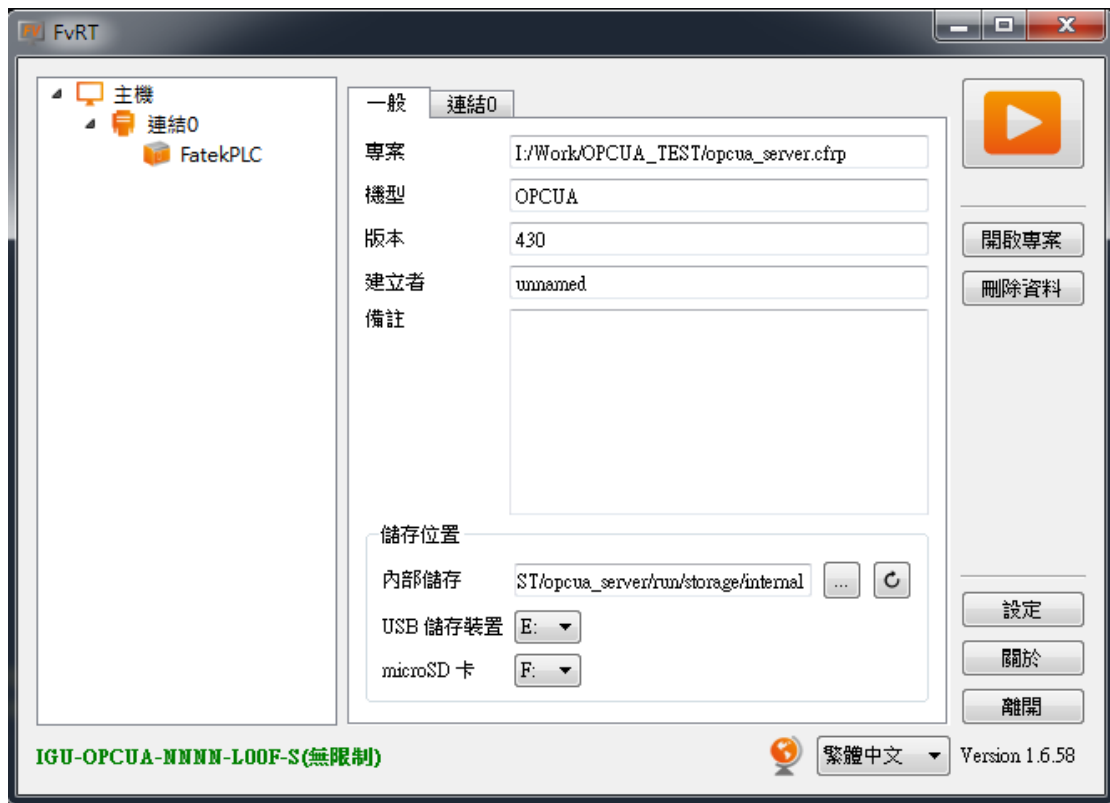 FvRT
主機
連結0
FatekPLC
一般
連結0
專案
I:/Work/OPCUA_TEST/opcua_server.cfrp
機型
OPCUA
版本
430
建立者
unnamed
備註
儲存位置
內部儲存
ST/opcua_server/run/storage/internal
...
USB 儲存裝置
E:
microSD 卡
F:
開啟專案
刪除資料
設定
關於
離開
IGU-OPCUA-NNNN-L00F-S(無限制)
繁體中文
Version 1.6.58